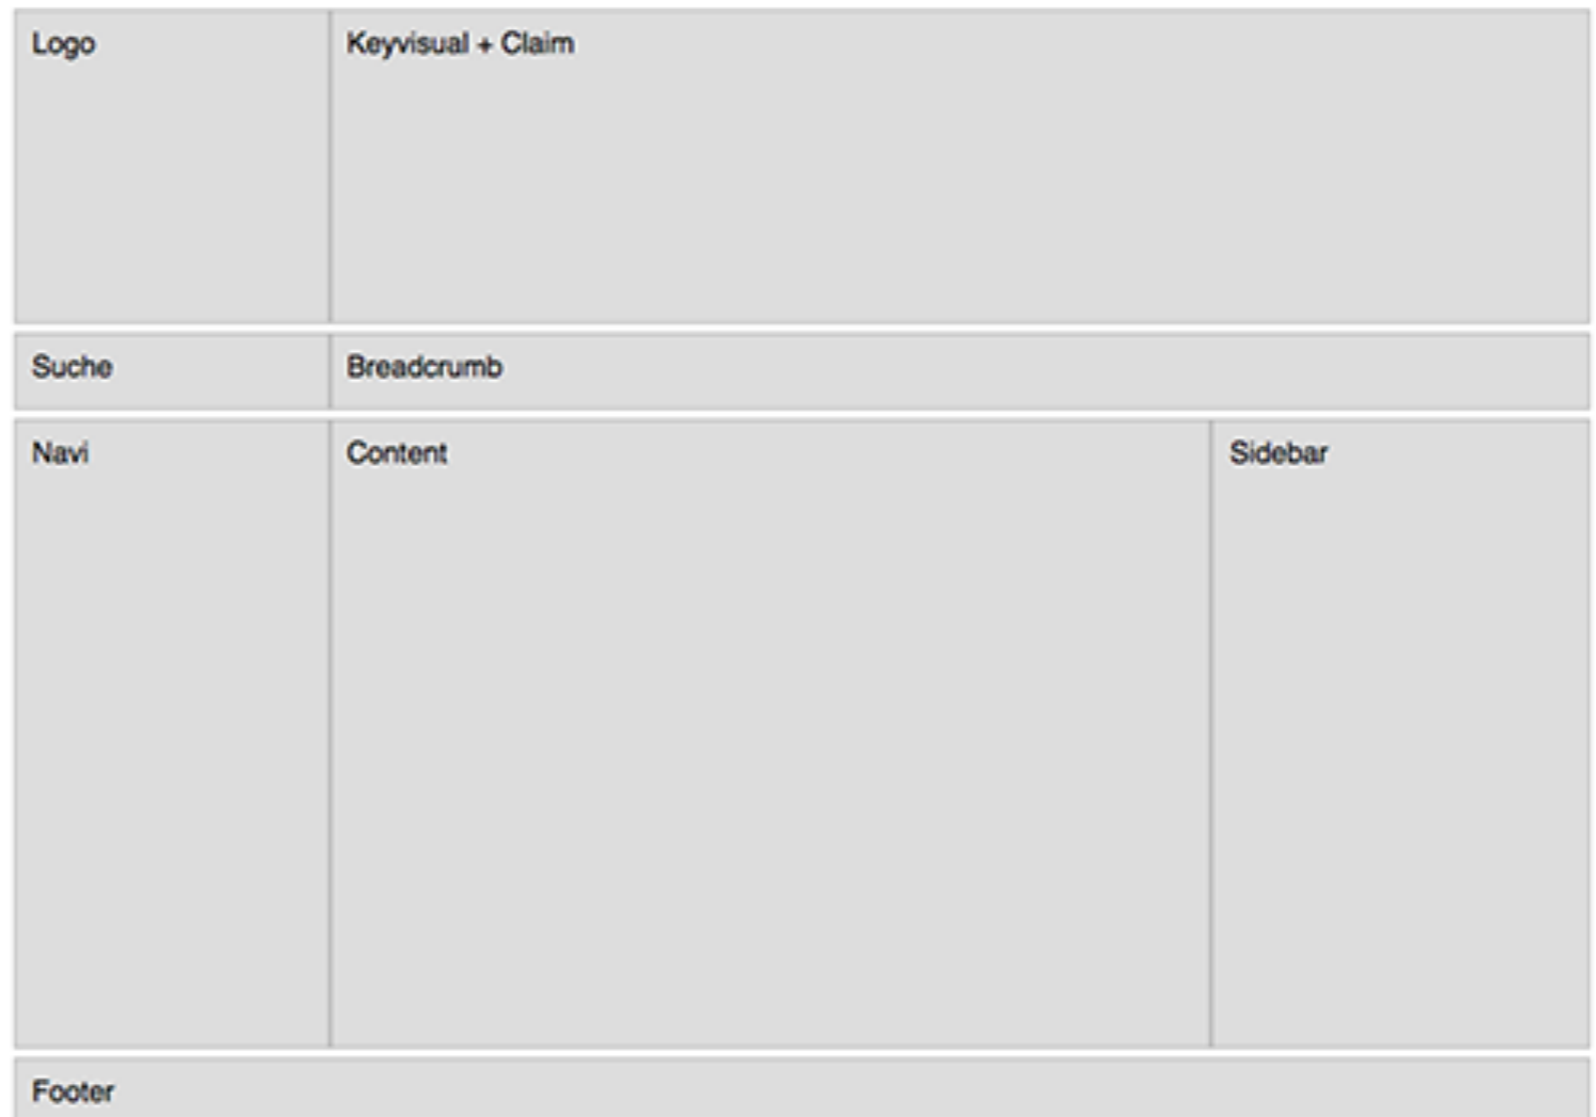 Logo
Keyvisual + Claim
Suche
Breadcrumb
Navi
Content
Sidebar
Footer